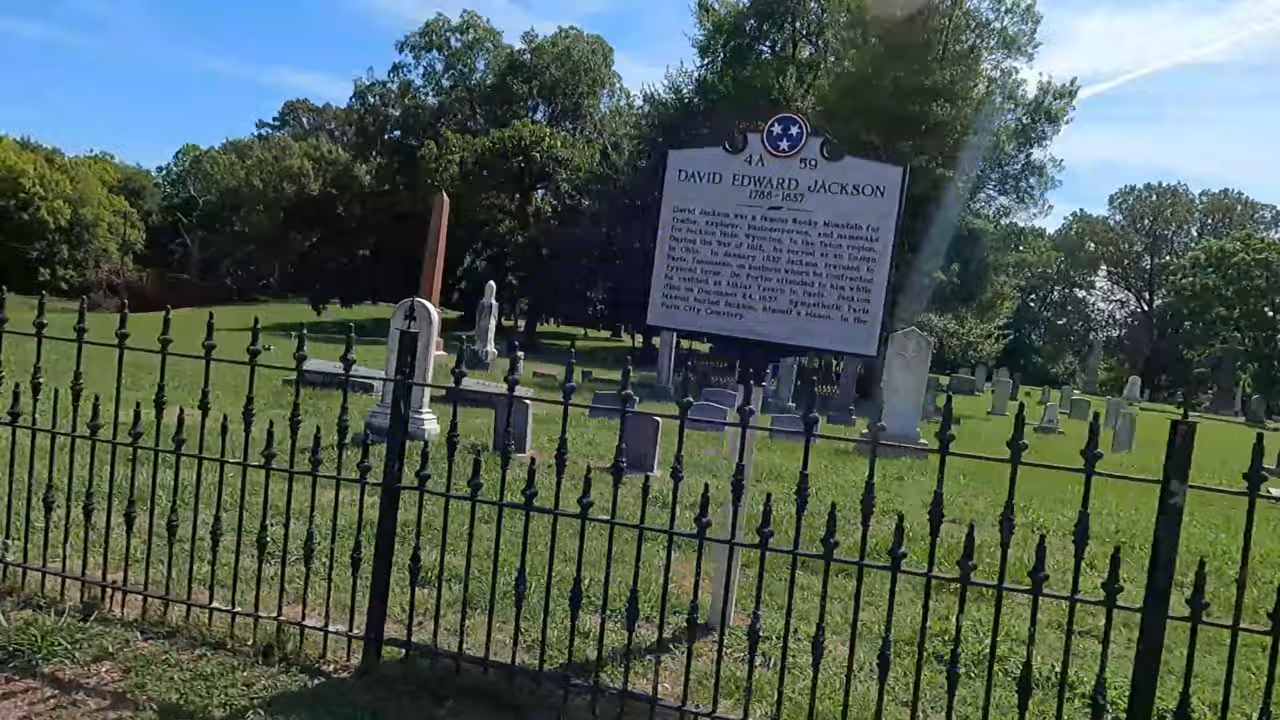 4A 59
DAVID EDWARD JACKSON
1788-1837
David Jackson was a famous Rocky Mountain fur
trader, explorer, businessperson, and namesake
for Jackson Hole, Wyoming, in the Teton region.
During the War of 1812, he served as an Ensign
in Ohio. In January 1837 Jackson traveled to
Paris, Tennessee, on business where he contracted
typhoid fever. Dr. Porter attended to him while
he resided at Atkins Tavern in Paris. Jackson
died on December 24, 1837. Sympathetic Paris
Masons buried Jackson, himself a Mason, in the
Paris City Cemetery.